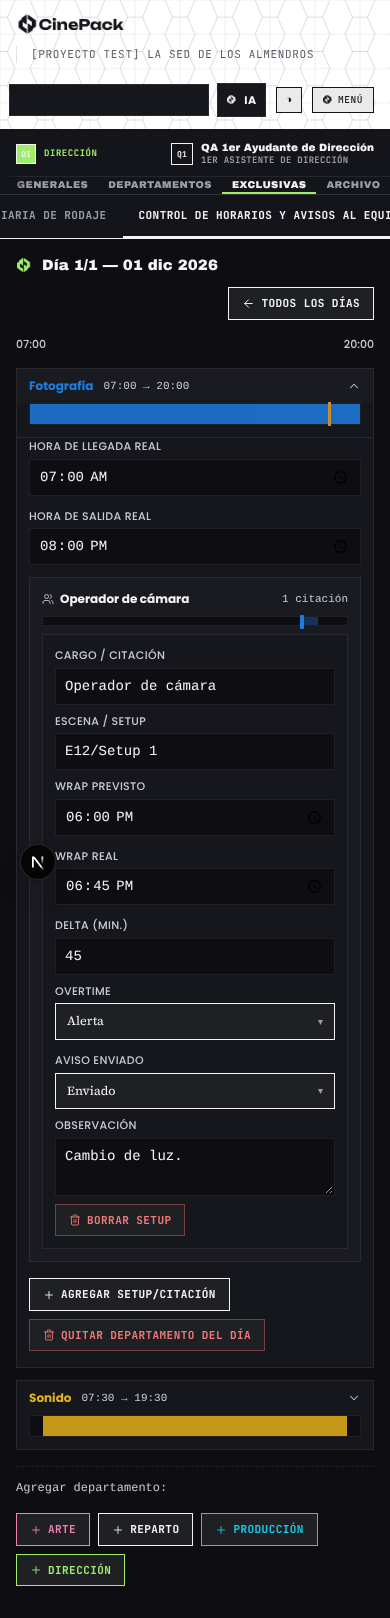 CinePack
[PROYECTO TEST] LA SED DE LOS ALMENDROS
IA
MENÚ
DI
DIRECCIÓN
Q1
QA 1er Ayudante de Dirección
1ER ASISTENTE DE DIRECCIÓN
GENERALES DEPARTAMENTOS EXCLUSIVAS ARCHIVO
IARIA DE RODAJE CONTROL DE HORARIOS Y AVISOS AL EQUI
Día 1/1 — 01 dic 2026
← TODOS LOS DÍAS
07:00 20:00
Fotografía 07:00 → 20:00
HORA DE LLEGADA REAL
07:00 AM
HORA DE SALIDA REAL
08:00 PM
Operador de cámara 1 citación
CARGO / CITACIÓN
Operador de cámara
ESCENA / SETUP
E12/Setup 1
WRAP PREVISTO
06:00 PM
N
WRAP REAL
06:45 PM
DELTA (MIN.)
45
OVERTIME
Alerta
AVISO ENVIADO
Enviado
OBSERVACIÓN
Cambio de luz.
BORRAR SETUP
+ AGREGAR SETUP/CITACIÓN
QUITAR DEPARTAMENTO DEL DÍA
Sonido 07:30 → 19:30
Agregar departamento:
+ ARTE + REPARTO + PRODUCCIÓN
+ DIRECCIÓN